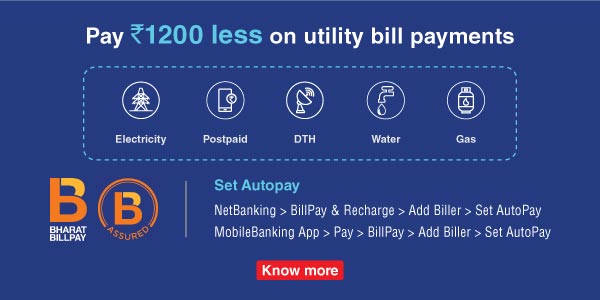 Pay ₹1200 less on utility bill payments
Electricity
Postpaid
DTH
Water
Gas
B
BHARAT
BILLPAY
B
ASSURED
Set Autopay
NetBanking > BillPay & Recharge > Add Biller > Set AutoPay
MobileBanking App > Pay > BillPay > Add Biller > Set AutoPay
Know more